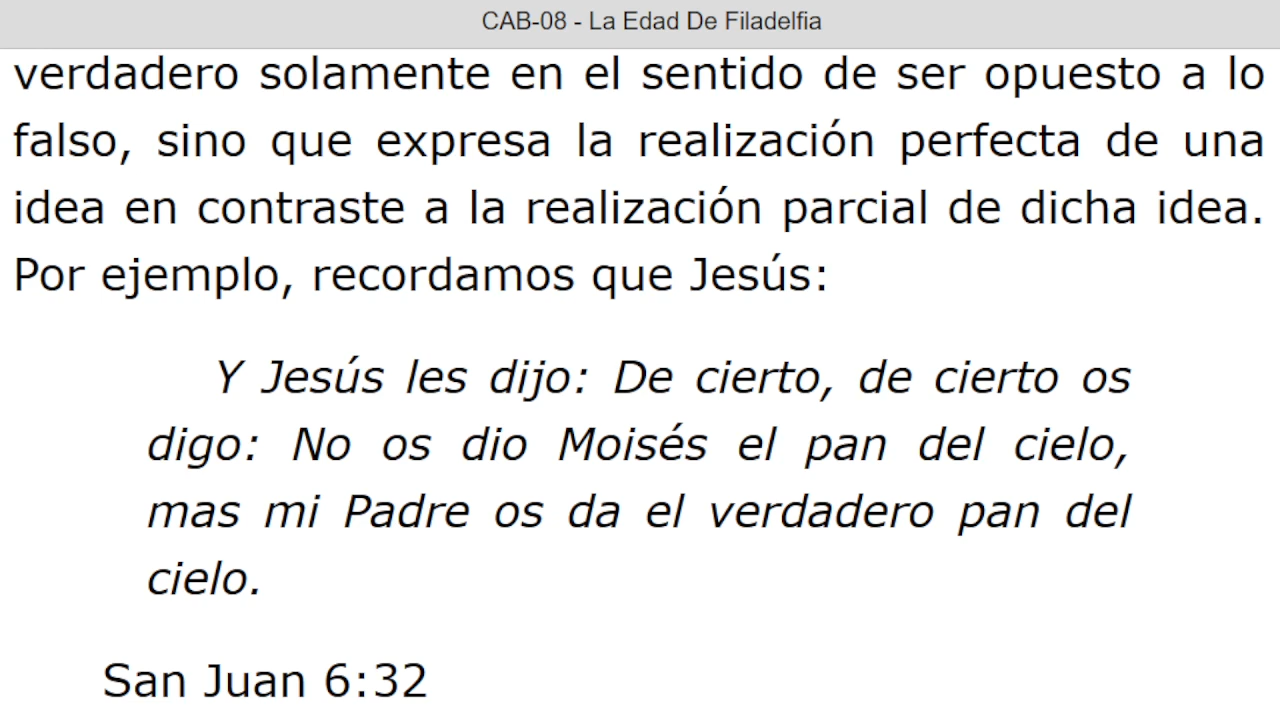 CAB-08 - La Edad De Filadelfia
verdadero solamente en el sentido de ser opuesto a lo
falso, sino que expresa la realización perfecta de una
idea en contraste a la realización parcial de dicha idea.
Por ejemplo, recordamos que Jesús:
Y Jesús les dijo: De cierto, de cierto os
digo: No os dio Moisés el pan del cielo,
mas mi Padre os da el verdadero pan del
cielo.
San Juan 6:32